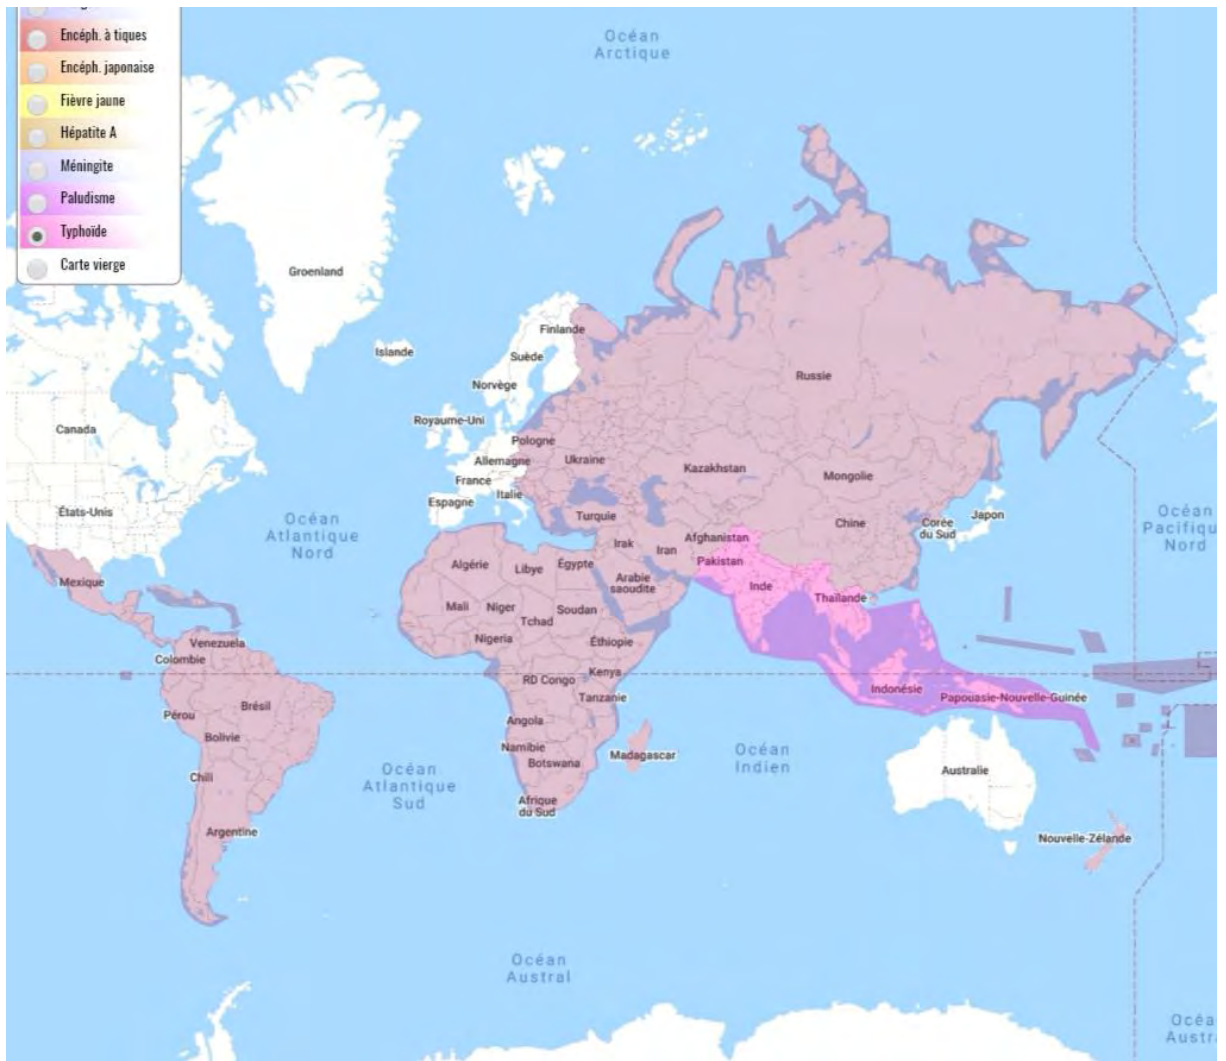 Encéph. à tiques
Encéph. japonaise
Fièvre jaune
Hépatite A
Méningite
Paludisme
Typhoïde
Carte vierge
Océan
Arctique
Groenland
Islande
Finlande
Suède
Norvège
Royaume-Uni
Russie
Canada
Pologne
Allemagne
Ukraine
Kazakhstan
Mongolie
France
Italie
Espagne
États-Unis
Océan
Atlantique
Nord
Turquie
Chine
Corée
du Sud
Japon
Océan
Pacifiqu
Nord
Afghanistan
Irak
Iran
Pakistan
Algérie
Libye
Égypte
Arabie
saoudite
Inde
Thaïlande
Mexique
Mali
Niger
Tchad
Soudan
Nigeria
Éthiopie
Venezuela
Colombie
RD Congo
Kenya
Tanzanie
Indonésie
Papouasie-Nouvelle-Guinée
Pérou
Brésil
Bolivie
Angola
Namibie
Botswana
Madagascar
Océan
Indien
Australie
Chili
Océan
Atlantique
Sud
Afrique
du Sud
Argentine
Nouvelle-Zélande
Océan
Austral
Océa
Austra